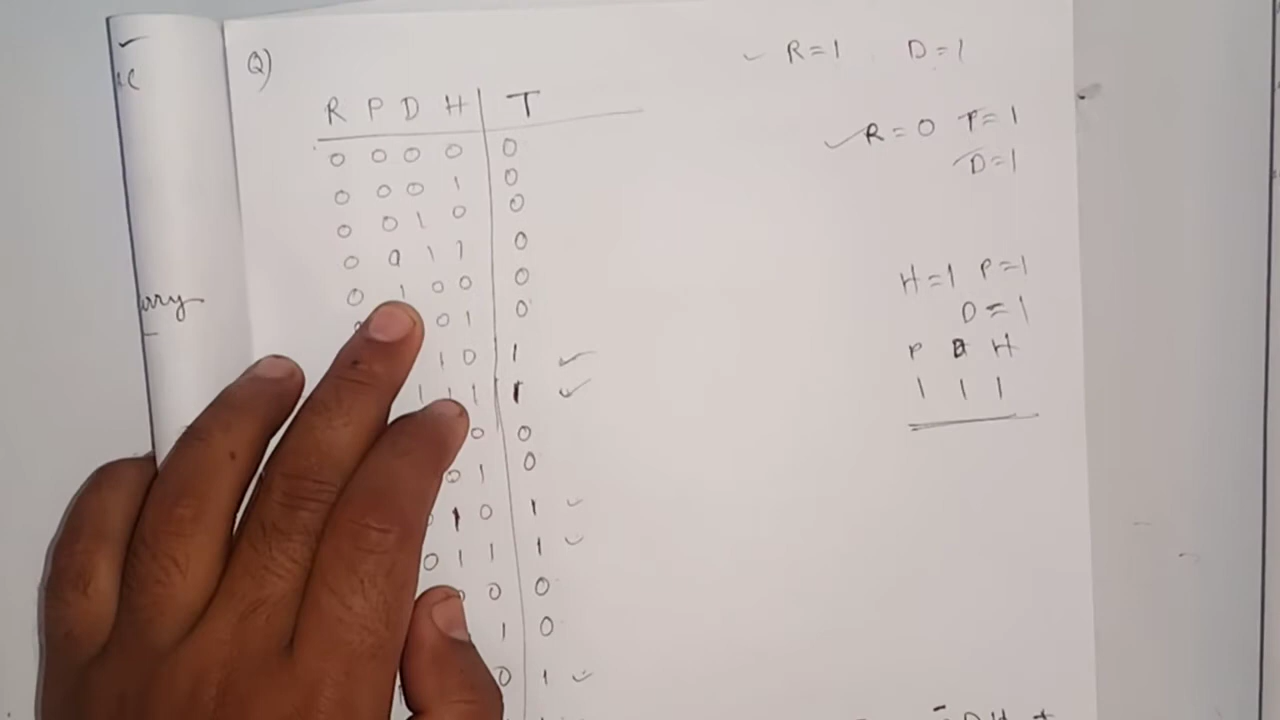 Q)
R P D H | T
0 0 0 0 | 0
0 0 0 1 | 0
0 0 1 0 | 0
0 0 1 1 | 0
0 1 0 0 | 0
0 1 | 0
1 0 | 1 ✓
1 1 1 | 1 ✓
0 | 0
0 1 | 0
1 0 | 1 ✓
0 1 1 | 1 ✓
0 0 | 0
1 | 0
0 | 1 ✓
✓ R=1 D=1
✓ R=0 P=1
D=1
H=1 P=1
D=1
P D H
1 1 1